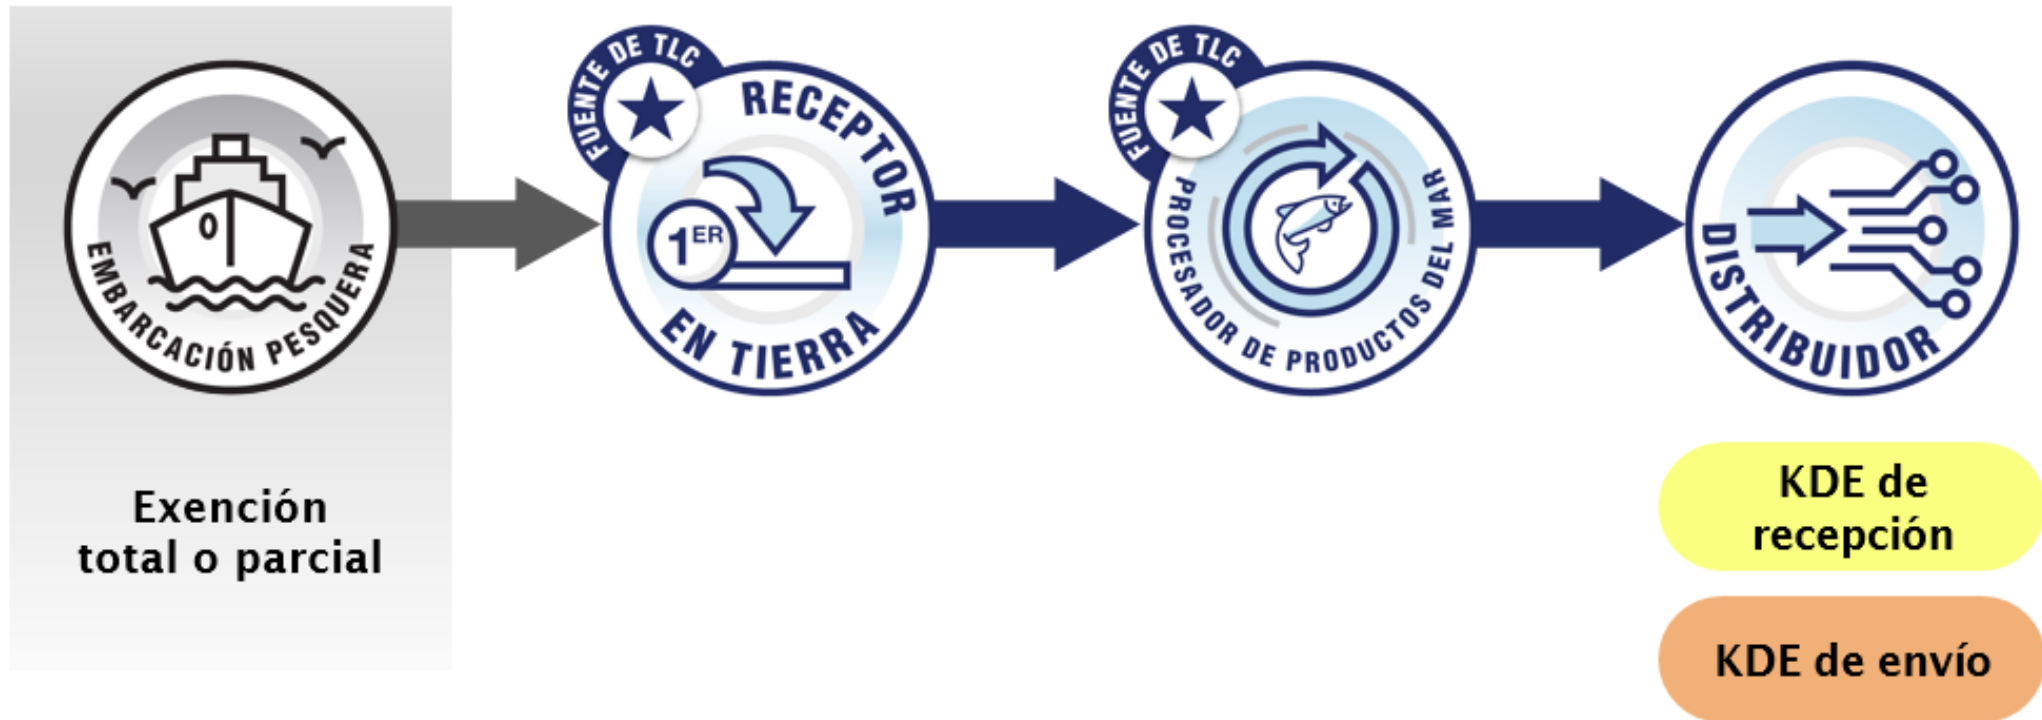 EMBARCACIÓN PESQUERA
Exención
total o parcial
FUENTE DE TLC
RECEPTOR
1ER
EN TIERRA
FUENTE DE TLC
PROCESADOR DE PRODUCTOS DEL MAR
DISTRIBUIDOR
KDE de
recepción
KDE de envío